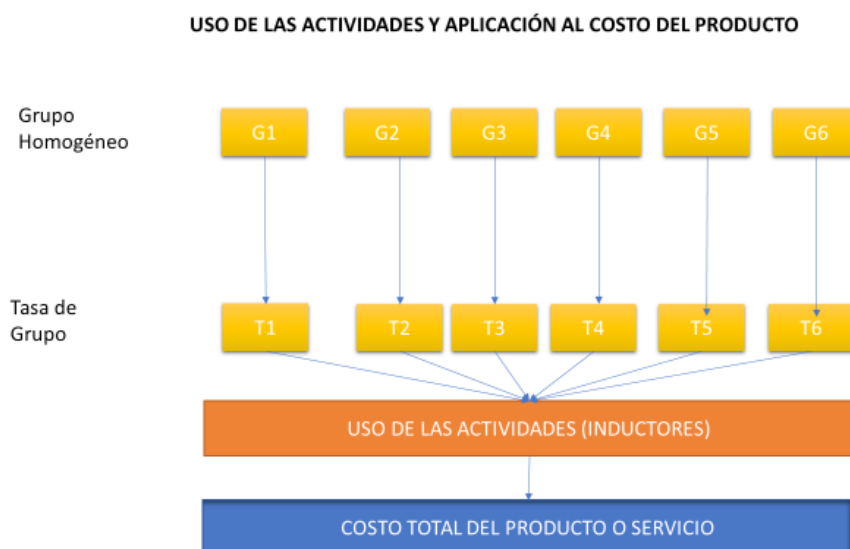 USO DE LAS ACTIVIDADES Y APLICACIÓN AL COSTO DEL PRODUCTO
Grupo
Homogéneo
G1 G2 G3 G4 G5 G6
Tasa de
Grupo
T1 T2 T3 T4 T5 T6
USO DE LAS ACTIVIDADES (INDUCTORES)
COSTO TOTAL DEL PRODUCTO O SERVICIO